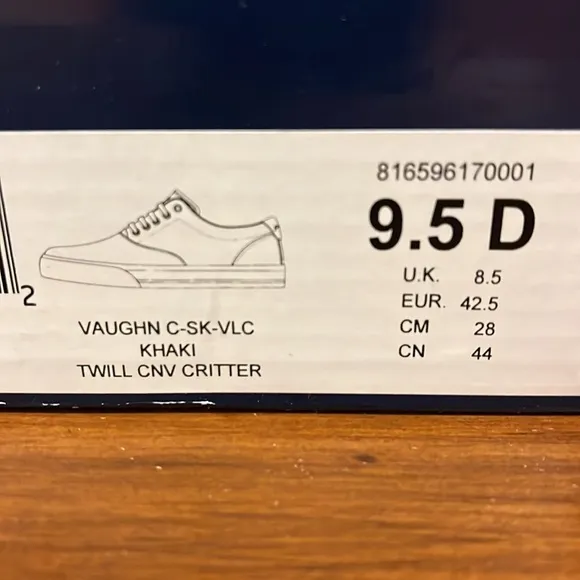 2
VAUGHN C-SK-VLC
KHAKI
TWILL CNV CRITTER
816596170001
9.5 D
U.K. 8.5
EUR. 42.5
CM 28
CN 44